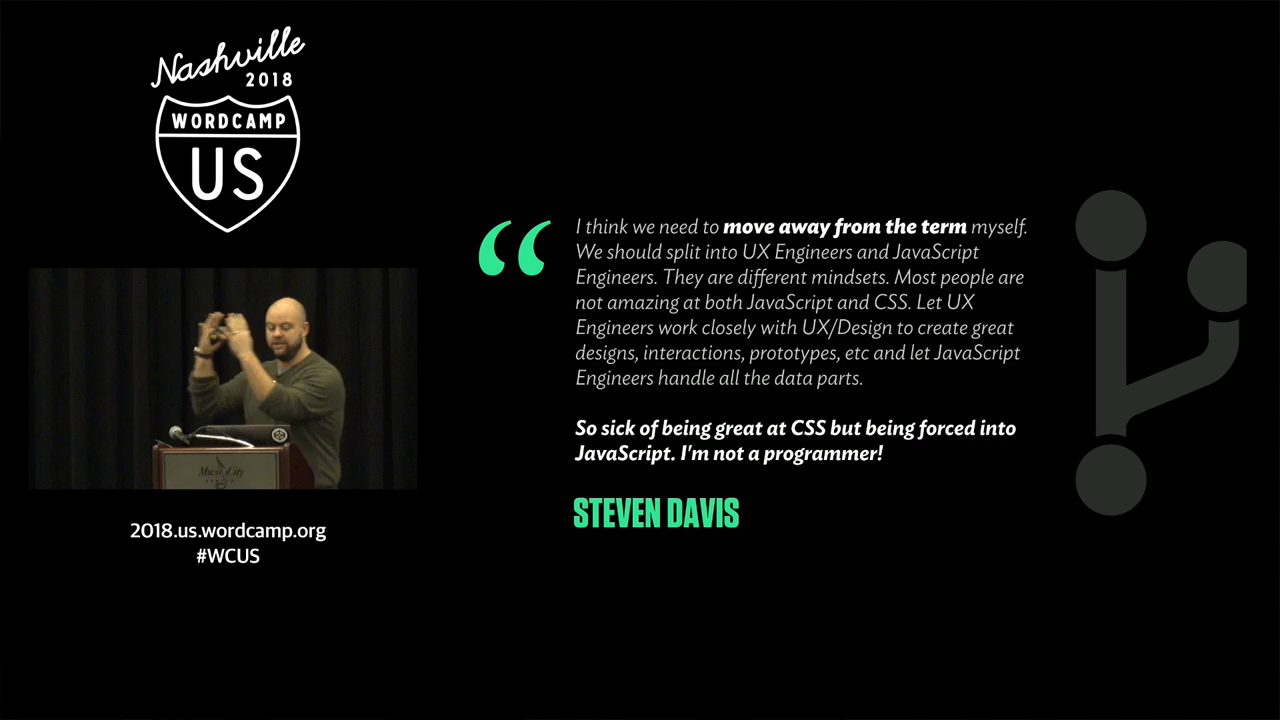 Nashville
2018
WORDCAMP
US
I think we need to move away from the term myself.
We should split into UX Engineers and JavaScript
Engineers. They are different mindsets. Most people are
not amazing at both JavaScript and CSS. Let UX
Engineers work closely with UX/Design to create great
designs, interactions, prototypes, etc and let JavaScript
Engineers handle all the data parts.
So sick of being great at CSS but being forced into
JavaScript. I'm not a programmer!
STEVEN DAVIS
Music City
2018.us.wordcamp.org
#WCUS